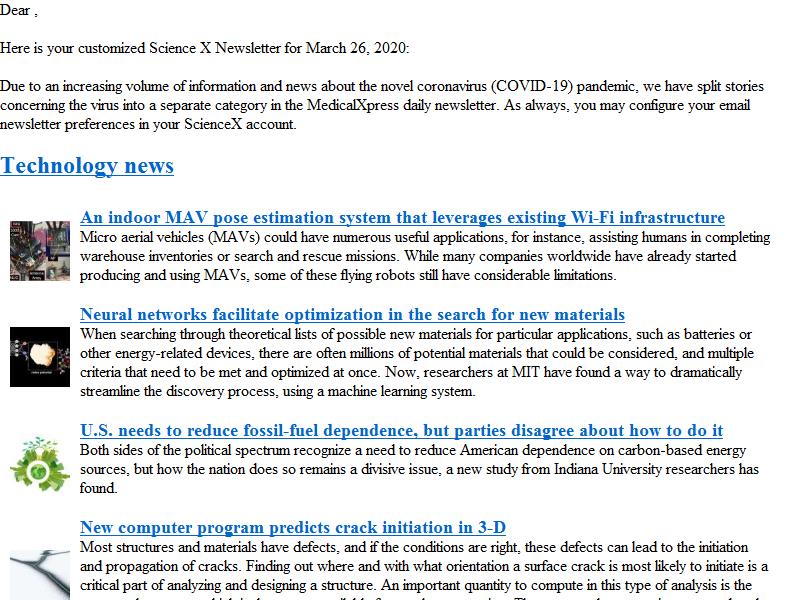 Dear ,
Here is your customized Science X Newsletter for March 26, 2020:
Due to an increasing volume of information and news about the novel coronavirus (COVID-19) pandemic, we have split stories
concerning the virus into a separate category in the MedicalXpress daily newsletter. As always, you may configure your email
newsletter preferences in your ScienceX account.
Technology news
An indoor MAV pose estimation system that leverages existing Wi-Fi infrastructure
Micro aerial vehicles (MAVs) could have numerous useful applications, for instance, assisting humans in completing
warehouse inventories or search and rescue missions. While many companies worldwide have already started
producing and using MAVs, some of these flying robots still have considerable limitations.
Neural networks facilitate optimization in the search for new materials
When searching through theoretical lists of possible new materials for particular applications, such as batteries or
other energy-related devices, there are often millions of potential materials that could be considered, and multiple
criteria that need to be met and optimized at once. Now, researchers at MIT have found a way to dramatically
streamline the discovery process, using a machine learning system.
U.S. needs to reduce fossil-fuel dependence, but parties disagree about how to do it
Both sides of the political spectrum recognize a need to reduce American dependence on carbon-based energy
sources, but how the nation does so remains a divisive issue, a new study from Indiana University researchers has
found.
New computer program predicts crack initiation in 3-D
Most structures and materials have defects, and if the conditions are right, these defects can lead to the initiation
and propagation of cracks. Finding out where and with what orientation a surface crack is most likely to initiate is a
critical part of analyzing and designing a structure. An important quantity to compute in this type of analysis is the